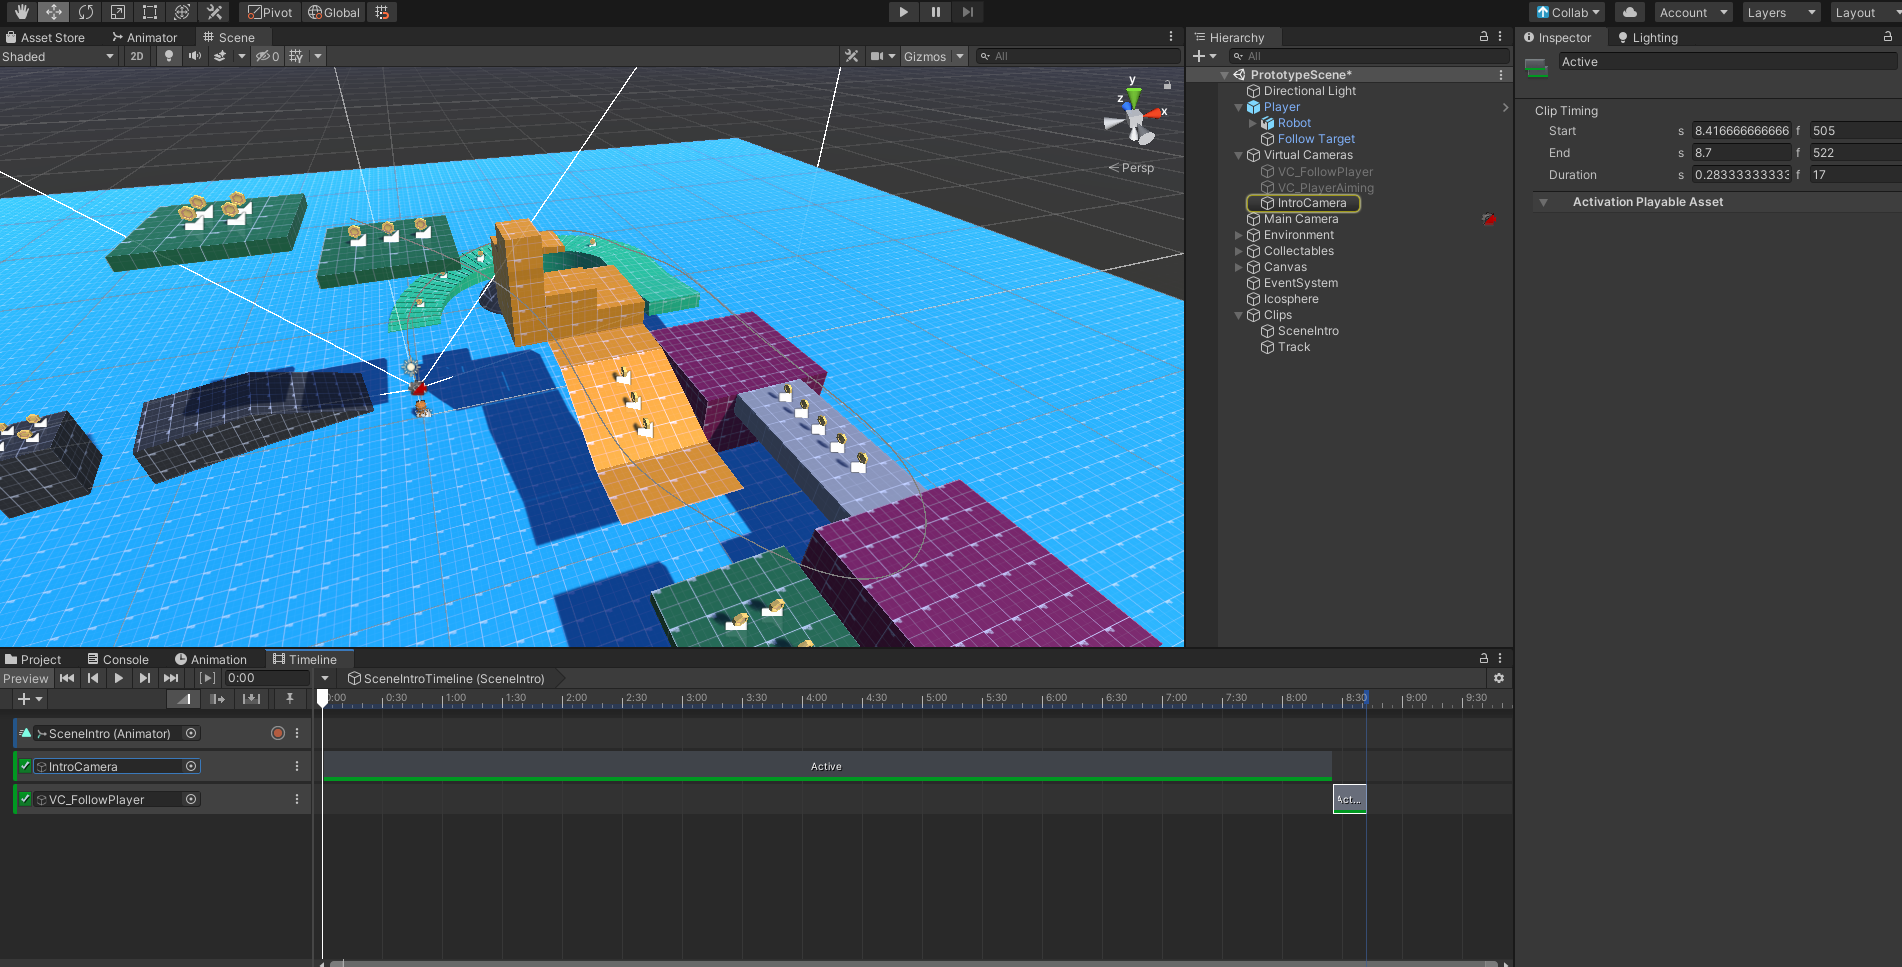 Pivot Global Collab Account Layers Layout
Asset Store Animator Scene
Shaded 2D 0 Gizmos All
y
z
x
Persp
Hierarchy
All
PrototypeScene*
Directional Light
Player
Robot
Follow Target
Virtual Cameras
VC_FollowPlayer
VC_PlayerAiming
IntroCamera
Main Camera
Environment
Collectables
Canvas
EventSystem
Icosphere
Clips
SceneIntro
Track
Inspector Lighting
Active
Clip Timing
Start s 8.416666666666 f 505
End s 8.7 f 522
Duration s 0.28333333333 f 17
Activation Playable Asset
Project Console Animation Timeline
Preview 0:00 SceneIntroTimeline (SceneIntro)
0:00 0:30 1:00 1:30 2:00 2:30 3:00 3:30 4:00 4:30 5:00 5:30 6:00 6:30 7:00 7:30 8:00 8:30 9:00 9:30
SceneIntro (Animator)
IntroCamera Active
VC_FollowPlayer Act...